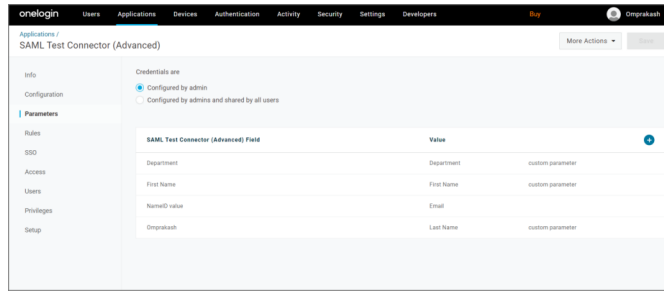 onelogin Users Applications Devices Authentication Activity Security Settings Developers Buy Omprakash
Applications /
SAML Test Connector (Advanced)
More Actions Save
Info
Configuration
Parameters
Rules
SSO
Access
Users
Privileges
Setup
Credentials are
Configured by admin
Configured by admins and shared by all users
SAML Test Connector (Advanced) Field Value
Department Department custom parameter
First Name First Name custom parameter
NameID value Email
Omprakash Last Name custom parameter